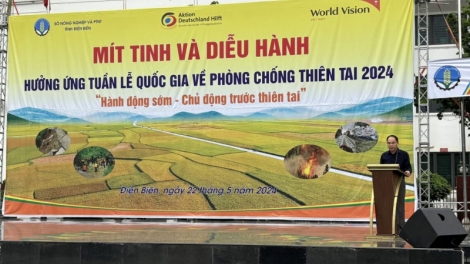 SỞ NÔNG NGHIỆP VÀ PTNT
TỈNH ĐIỆN BIÊN
Aktion
Deutschland Hilft
World Vision
MÍT TINH VÀ DIỄU HÀNH
HƯỞNG ỨNG TUẦN LỄ QUỐC GIA VỀ PHÒNG CHỐNG THIÊN TAI 2024
"Hành động sớm - Chủ động trước thiên tai"
Điện Biên, ngày 22 tháng 5 năm 2024